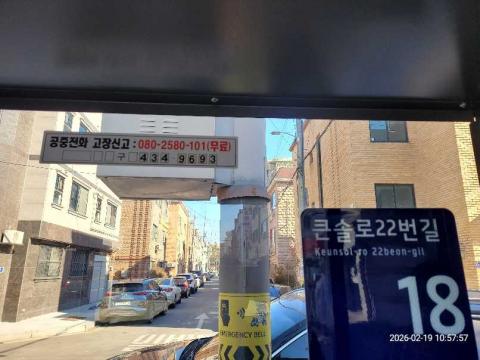 공중전화 고장신고 : 080-2580-101(무료)
구 434 9693
큰솔로22번길
Keunsol-ro 22beon-gil
18
EMERGENCY BELL
2026-02-19 10:57:57